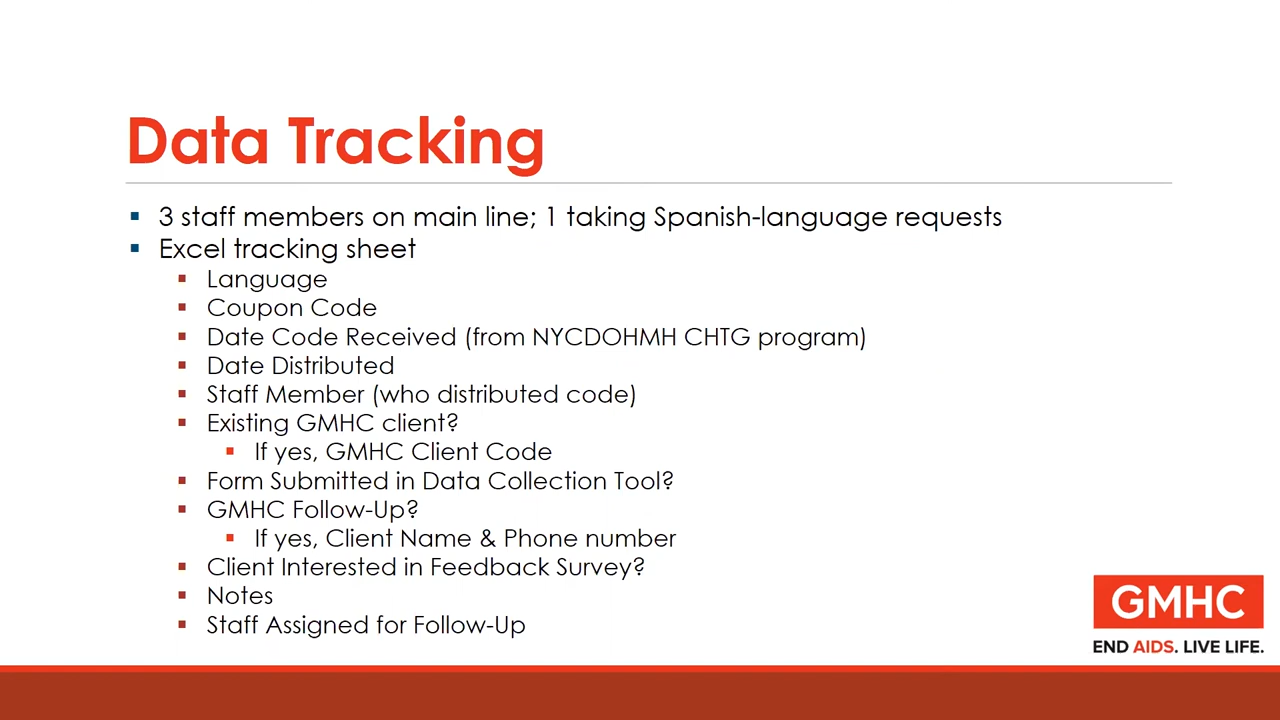 Data Tracking
3 staff members on main line; 1 taking Spanish-language requests
Excel tracking sheet
Language
Coupon Code
Date Code Received (from NYCDOHMH CHTG program)
Date Distributed
Staff Member (who distributed code)
Existing GMHC client?
If yes, GMHC Client Code
Form Submitted in Data Collection Tool?
GMHC Follow-Up?
If yes, Client Name & Phone number
Client Interested in Feedback Survey?
Notes
Staff Assigned for Follow-Up
GMHC
END AIDS. LIVE LIFE.